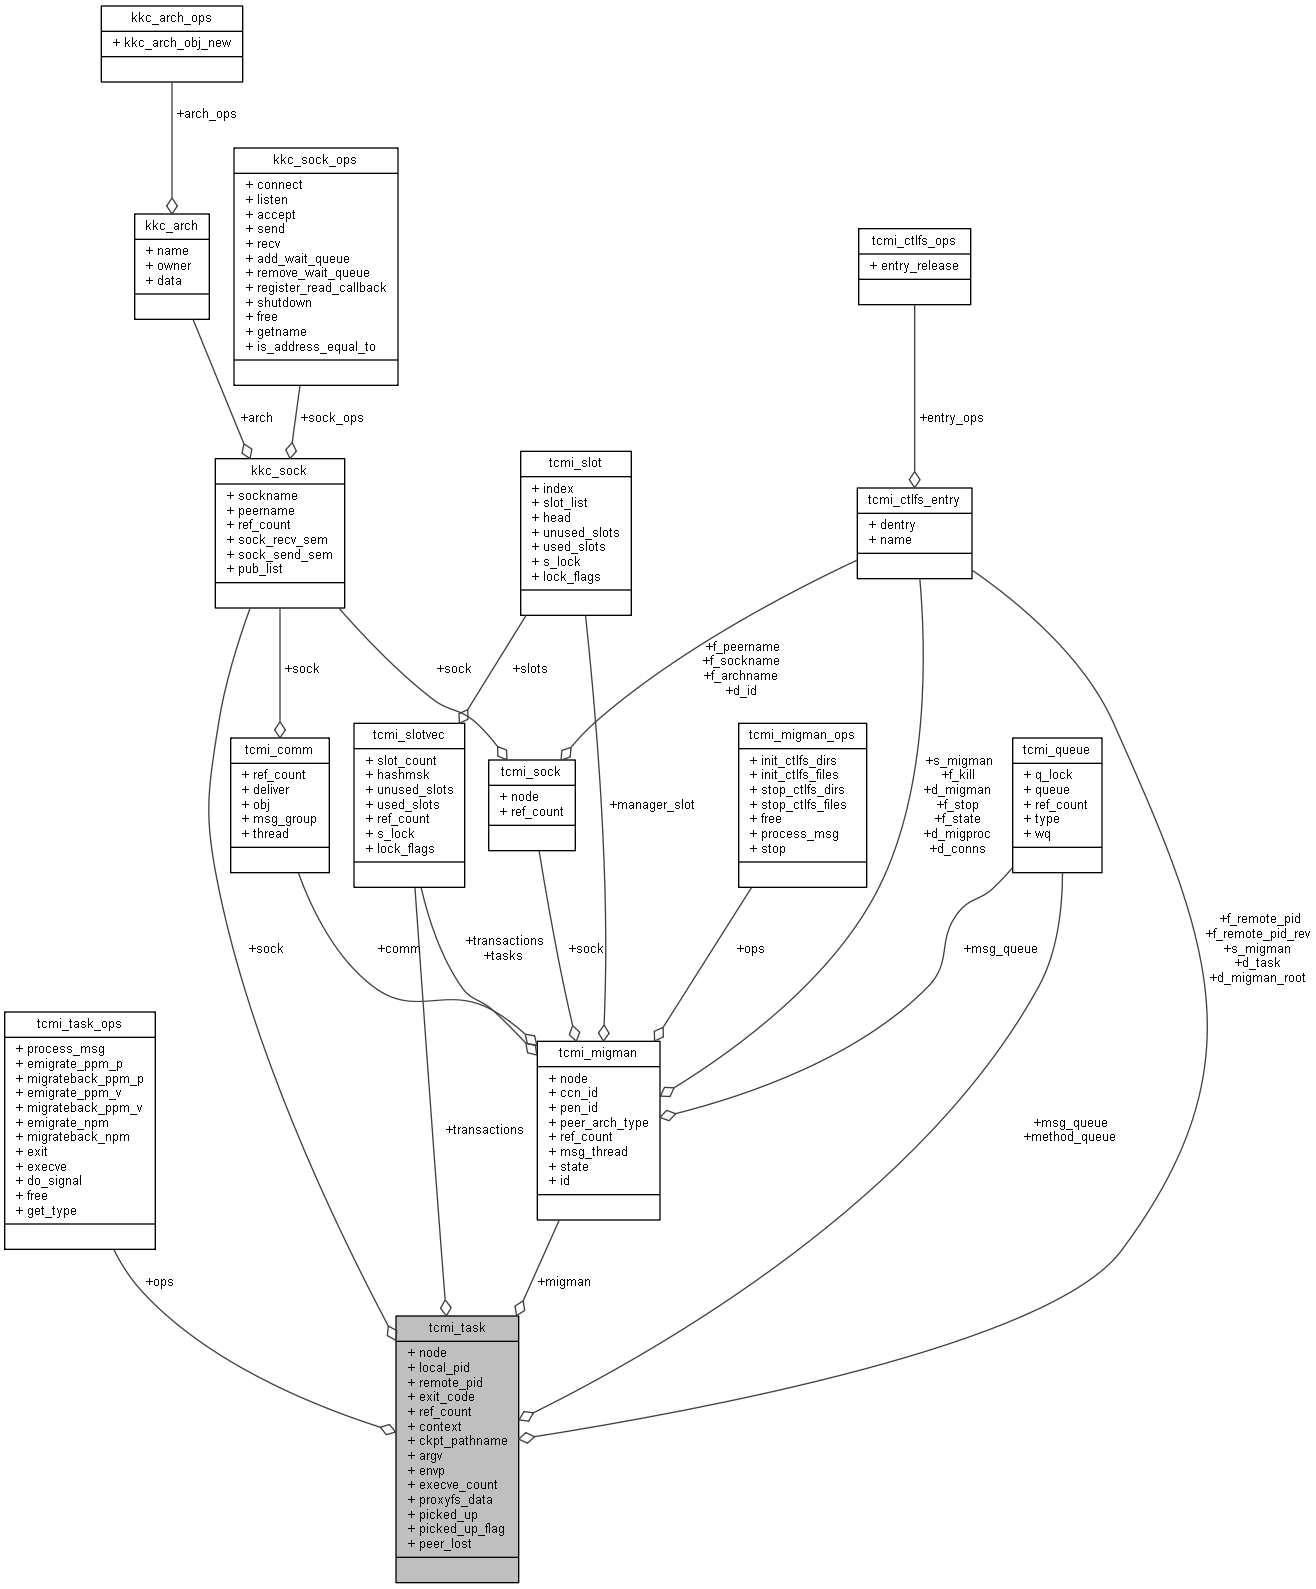 kkc_arch_ops
+ kkc_arch_obj_new
+arch_ops
kkc_sock_ops
+ connect
+ listen
+ accept
+ send
+ recv
+ add_wait_queue
+ remove_wait_queue
+ register_read_callback
+ shutdown
+ free
+ getname
+ is_address_equal_to
kkc_arch
+ name
+ owner
+ data
tcmi_ctlfs_ops
+ entry_release
+arch
+sock_ops
+entry_ops
kkc_sock
+ sockname
+ peername
+ ref_count
+ sock_recv_sem
+ sock_send_sem
+ pub_list
tcmi_slot
+ index
+ slot_list
+ head
+ unused_slots
+ used_slots
+ s_lock
+ lock_flags
tcmi_ctlfs_entry
+ dentry
+ name
+sock
+sock
+slots
+f_peername
+f_sockname
+f_archname
+d_id
tcmi_comm
+ ref_count
+ deliver
+ obj
+ msg_group
+ thread
tcmi_slotvec
+ slot_count
+ hashmsk
+ unused_slots
+ used_slots
+ ref_count
+ s_lock
+ lock_flags
tcmi_sock
+ node
+ ref_count
+manager_slot
tcmi_migman_ops
+ init_ctlfs_dirs
+ init_ctlfs_files
+ stop_ctlfs_dirs
+ stop_ctlfs_files
+ free
+ process_msg
+ stop
+s_migman
+f_kill
+d_migman
+f_stop
+f_state
+d_migproc
+d_conns
tcmi_queue
+ q_lock
+ queue
+ ref_count
+ type
+ wq
+sock
+comm
+transactions
+tasks
+sock
+ops
+msg_queue
+f_remote_pid
+f_remote_pid_rev
+s_migman
+d_task
+d_migman_root
tcmi_task_ops
+ process_msg
+ emigrate_ppm_p
+ migrateback_ppm_p
+ emigrate_ppm_v
+ migrateback_ppm_v
+ emigrate_npm
+ migrateback_npm
+ exit
+ execve
+ do_signal
+ free
+ get_type
+transactions
tcmi_migman
+ node
+ ccn_id
+ pen_id
+ peer_arch_type
+ ref_count
+ msg_thread
+ state
+ id
+msg_queue
+method_queue
+ops
+migman
tcmi_task
+ node
+ local_pid
+ remote_pid
+ exit_code
+ ref_count
+ context
+ ckpt_pathname
+ argv
+ envp
+ execve_count
+ proxyfs_data
+ picked_up
+ picked_up_flag
+ peer_lost